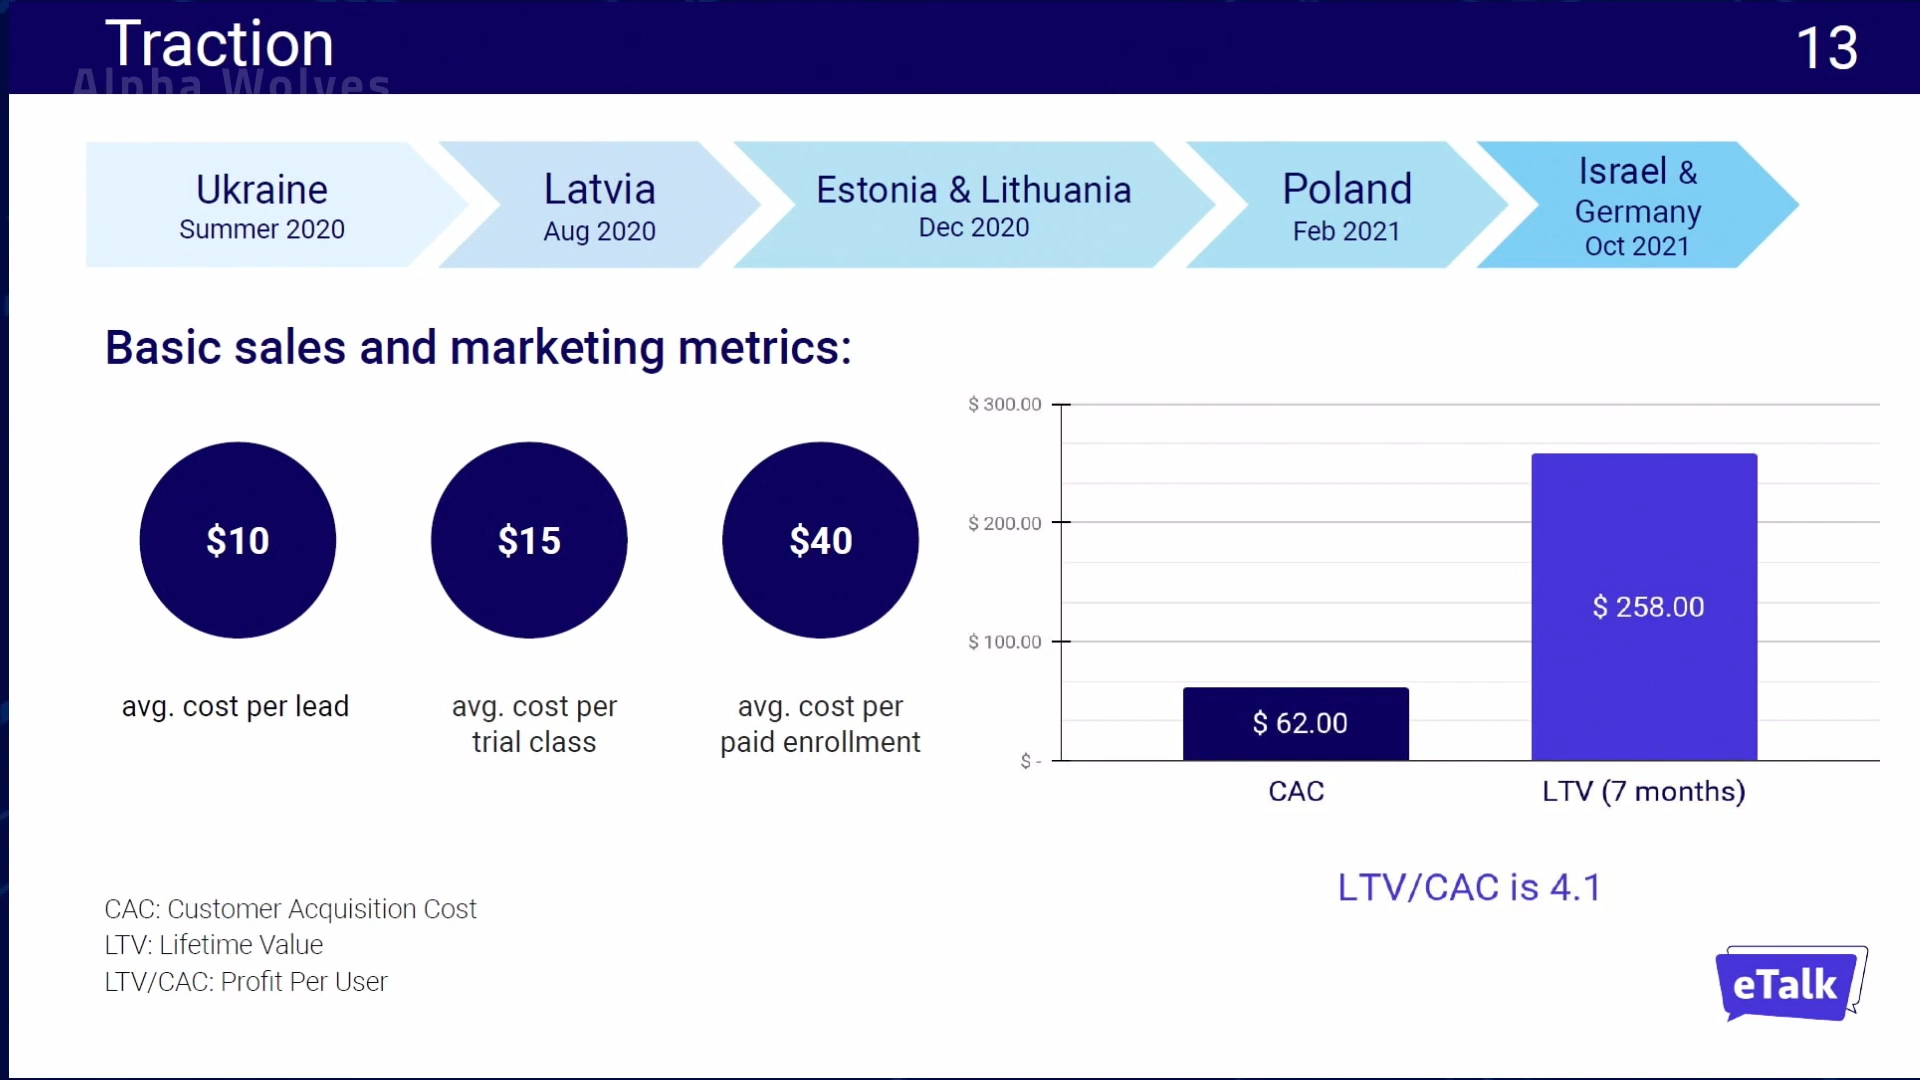 Traction
13
Alpha Wolves
Ukraine
Summer 2020
Latvia
Aug 2020
Estonia & Lithuania
Dec 2020
Poland
Feb 2021
Israel &
Germany
Oct 2021
Basic sales and marketing metrics:
$10
avg. cost per lead
$15
avg. cost per
trial class
$40
avg. cost per
paid enrollment
$ 300.00
$ 200.00
$ 100.00
$ -
$ 62.00
$ 258.00
CAC
LTV (7 months)
LTV/CAC is 4.1
CAC: Customer Acquisition Cost
LTV: Lifetime Value
LTV/CAC: Profit Per User
eTalk